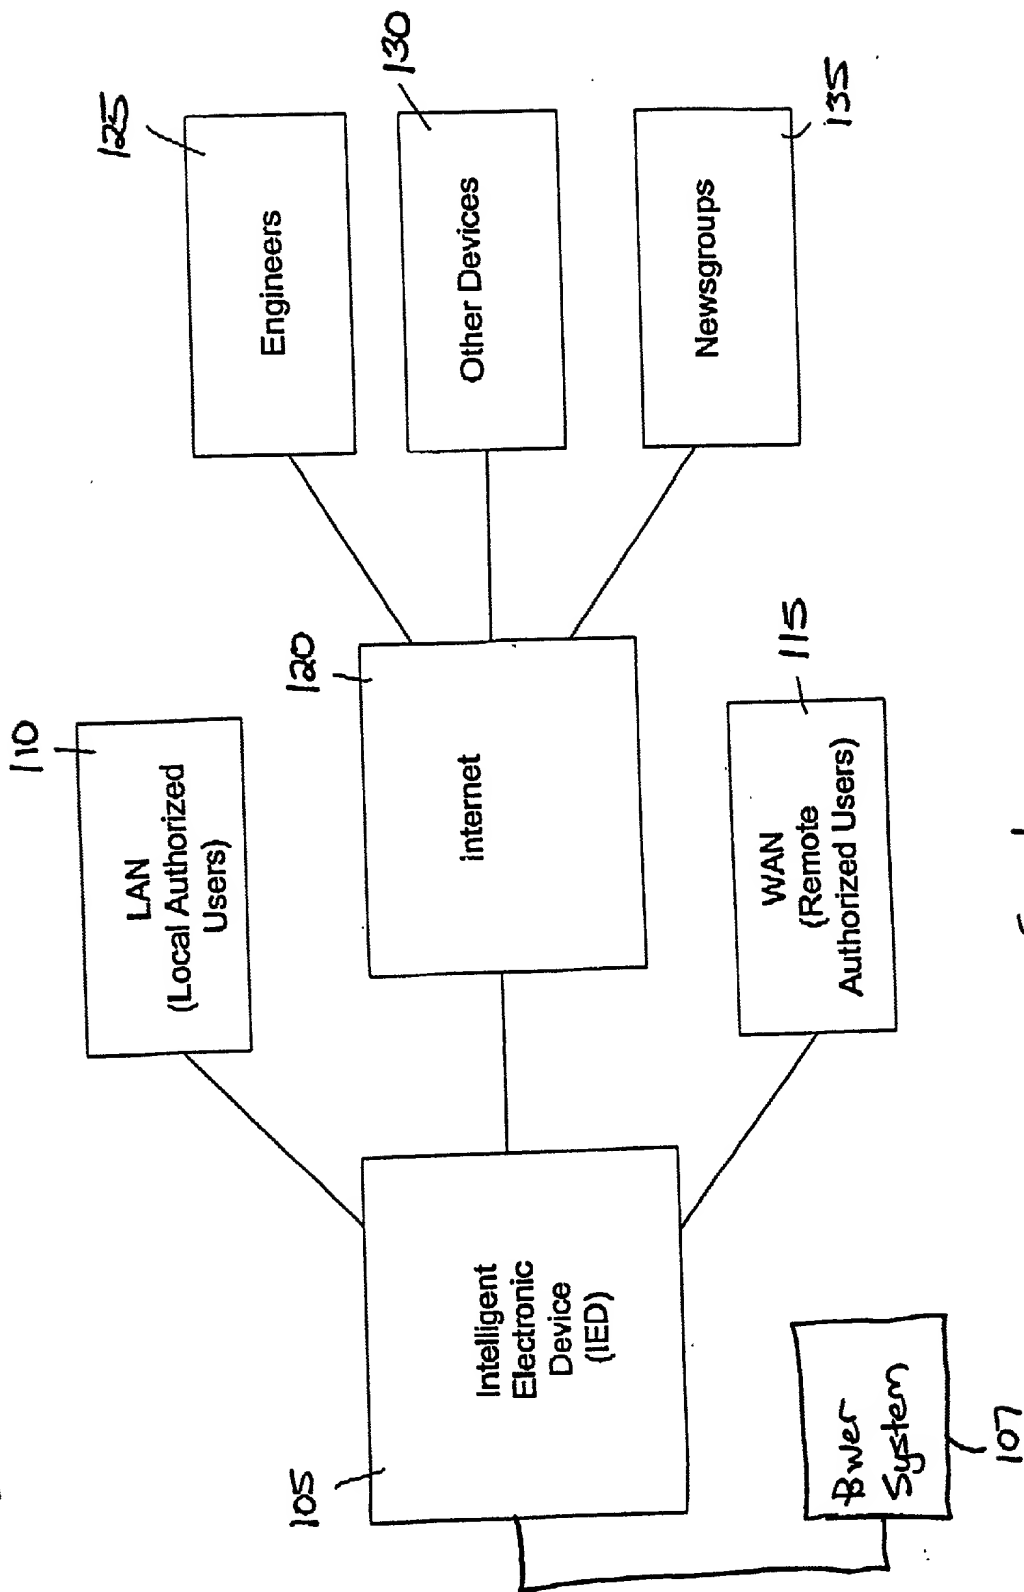 110
LAN
(Local Authorized
Users)
125
Engineers
105
Intelligent
Electronic
Device
(IED)
120
internet
130
Other Devices
115
WAN
(Remote
Authorized Users)
135
Newsgroups
Power
System
107